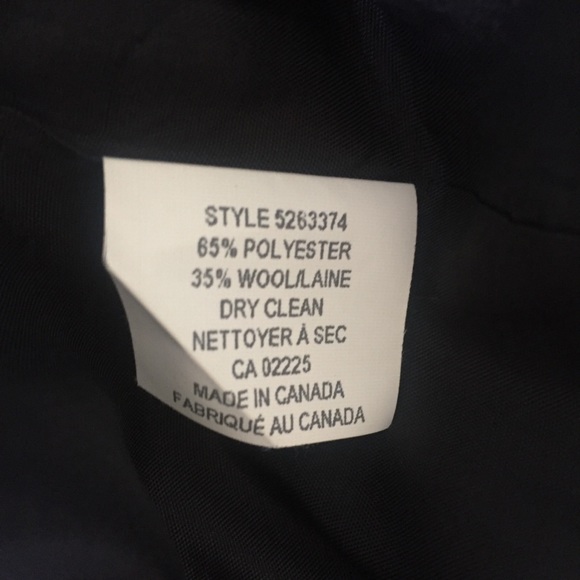 STYLE 5263374
65% POLYESTER
35% WOOL/LAINE
DRY CLEAN
NETTOYER À SEC
CA 02225
MADE IN CANADA
FABRIQUÉ AU CANADA